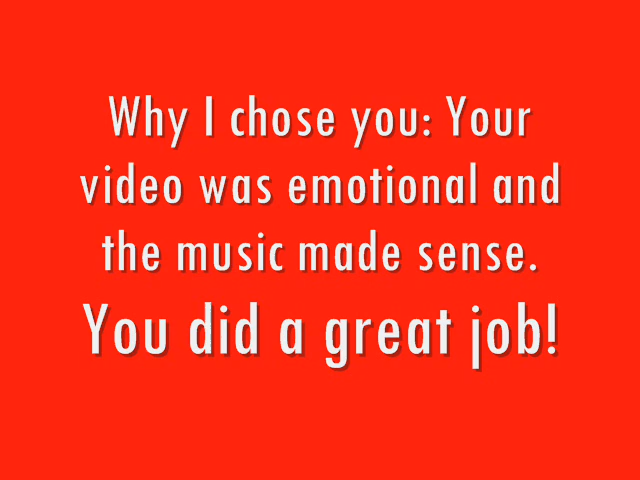 Why I chose you: Your
video was emotional and
the music made sense.
You did a great job!